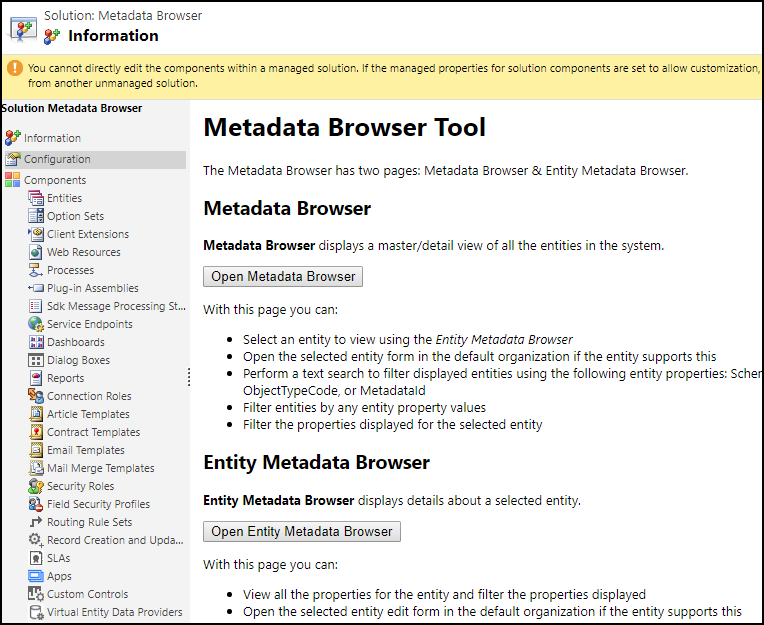 Solution: Metadata Browser
Information
You cannot directly edit the components within a managed solution. If the managed properties for solution components are set to allow customization,
from another unmanaged solution.
Solution Metadata Browser
Information
Configuration
Components
Entities
Option Sets
Client Extensions
Web Resources
Processes
Plug-in Assemblies
Sdk Message Processing St...
Service Endpoints
Dashboards
Dialog Boxes
Reports
Connection Roles
Article Templates
Contract Templates
Email Templates
Mail Merge Templates
Security Roles
Field Security Profiles
Routing Rule Sets
Record Creation and Upda...
SLAs
Apps
Custom Controls
Virtual Entity Data Providers
Metadata Browser Tool
The Metadata Browser has two pages: Metadata Browser & Entity Metadata Browser.
Metadata Browser
Metadata Browser displays a master/detail view of all the entities in the system.
Open Metadata Browser
With this page you can:
• Select an entity to view using the Entity Metadata Browser
• Open the selected entity form in the default organization if the entity supports this
• Perform a text search to filter displayed entities using the following entity properties:
ObjectTypeCode, or MetadataId
• Filter entities by any entity property values
• Filter the properties displayed for the selected entity
Entity Metadata Browser
Entity Metadata Browser displays details about a selected entity.
Open Entity Metadata Browser
With this page you can:
• View all the properties for the entity and filter the properties displayed
• Open the selected entity edit form in the default organization if the entity supports this